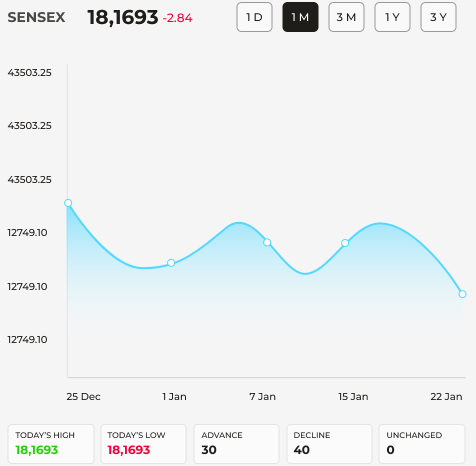 SENSEX 18,1693 -2.84 1 D 1 M 3 M 1 Y 3 Y
43503.25
43503.25
43503.25
12749.10
12749.10
12749.10
25 Dec 1 Jan 7 Jan 15 Jan 22 Jan
TODAY'S HIGH TODAY'S LOW ADVANCE DECLINE UNCHANGED
18,1693 18,1693 30 40 0